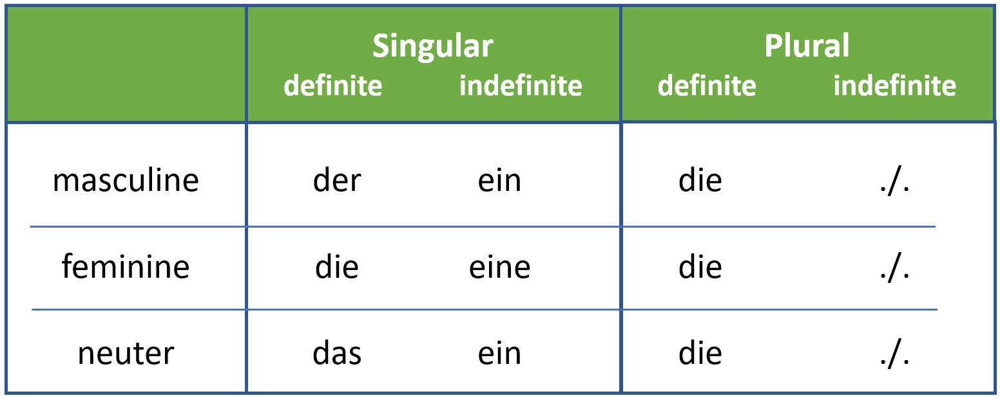 Singular Plural
definite indefinite definite indefinite
masculine der ein die ./.
feminine die eine die ./.
neuter das ein die ./.